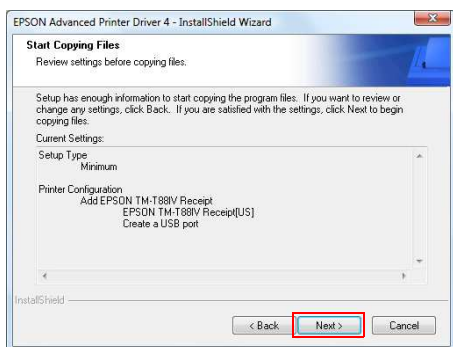 EPSON Advanced Printer Driver 4 - InstallShield Wizard
Start Copying Files
Review settings before copying files.
Setup has enough information to start copying the program files. If you want to review or
change any settings, click Back. If you are satisfied with the settings, click Next to begin
copying files.
Current Settings:
Setup Type
Minimum
Printer Configuration
Add EPSON TM-T88IV Receipt
EPSON TM-T88IV Receipt[US]
Create a USB port
InstallShield
< Back
Next >
Cancel